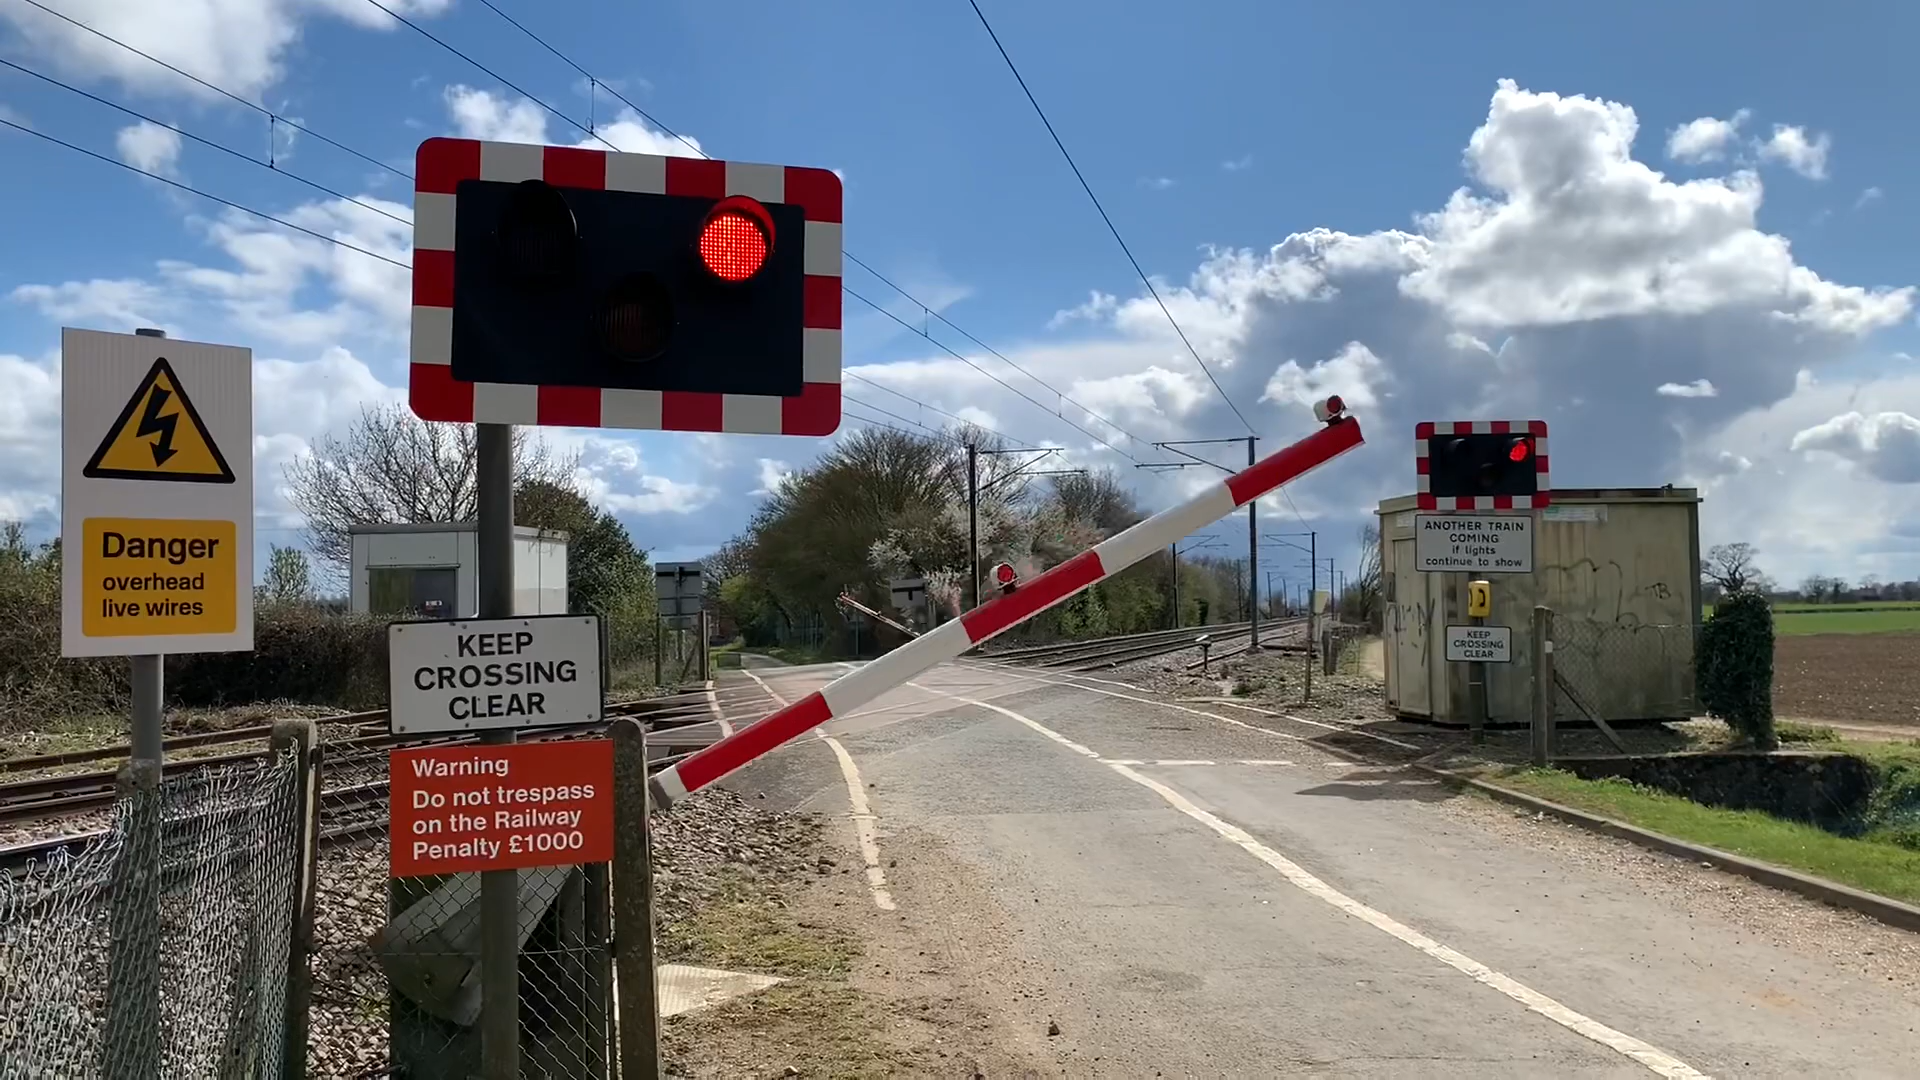 Danger
overhead
live wires
KEEP
CROSSING
CLEAR
Warning
Do not trespass
on the Railway
Penalty £1000
ANOTHER TRAIN
COMING
if lights
continue to show
KEEP
CROSSING
CLEAR